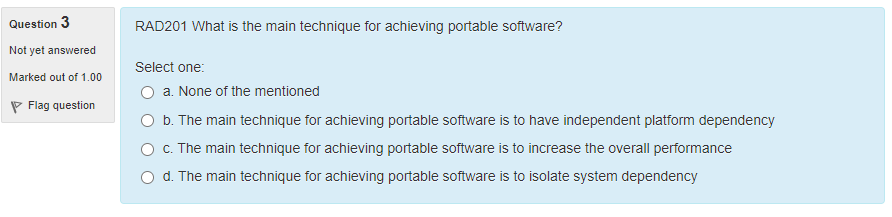 Question 3
Not yet answered
Marked out of 1.00
Flag question
RAD201 What is the main technique for achieving portable software?
Select one:
a. None of the mentioned
b. The main technique for achieving portable software is to have independent platform dependency
c. The main technique for achieving portable software is to increase the overall performance
d. The main technique for achieving portable software is to isolate system dependency